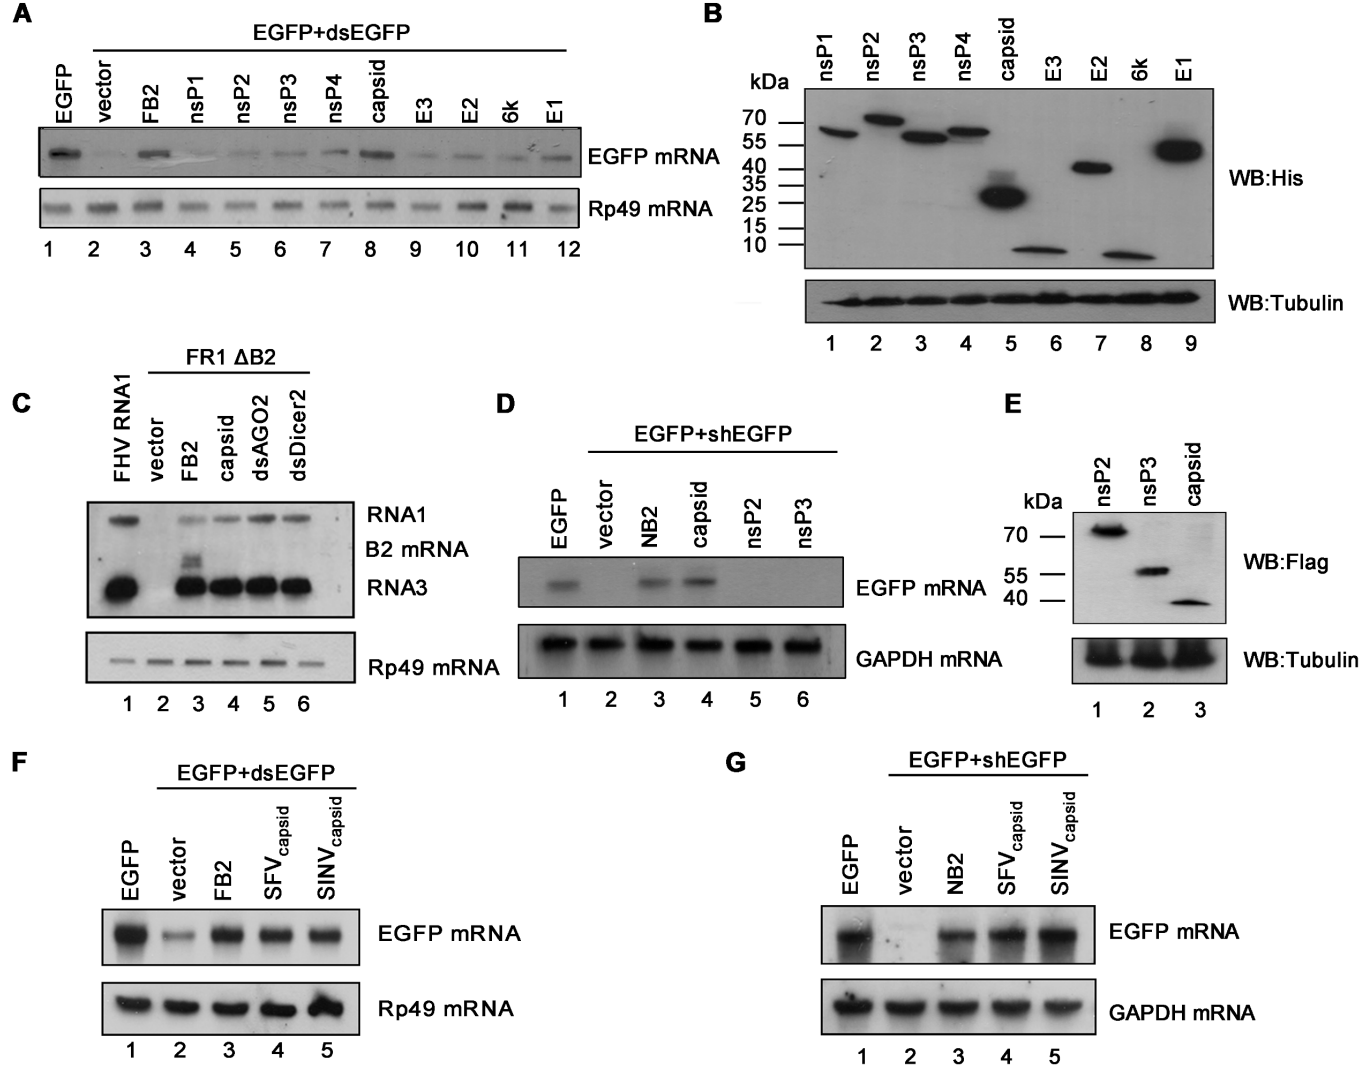 A
EGFP+dsEGFP
EGFP vector FB2 nsP1 nsP2 nsP3 nsP4 capsid E3 E2 6k E1
EGFP mRNA
Rp49 mRNA
1 2 3 4 5 6 7 8 9 10 11 12
B
nsP1 nsP2 nsP3 nsP4 capsid E3 E2 6k E1
kDa
70
55
40
35
25
15
10
WB:His
WB:Tubulin
1 2 3 4 5 6 7 8 9
C
FR1 ΔB2
FHV RNA1 vector FB2 capsid dsAGO2 dsDicer2
RNA1
B2 mRNA
RNA3
Rp49 mRNA
1 2 3 4 5 6
D
EGFP+shEGFP
EGFP vector NB2 capsid nsP2 nsP3
EGFP mRNA
GAPDH mRNA
1 2 3 4 5 6
E
nsP2 nsP3 capsid
kDa
70
55
40
WB:Flag
WB:Tubulin
1 2 3
F
EGFP+dsEGFP
EGFP vector FB2 SFVcapsid SINVcapsid
EGFP mRNA
Rp49 mRNA
1 2 3 4 5
G
EGFP+shEGFP
EGFP vector NB2 SFVcapsid SINVcapsid
EGFP mRNA
GAPDH mRNA
1 2 3 4 5